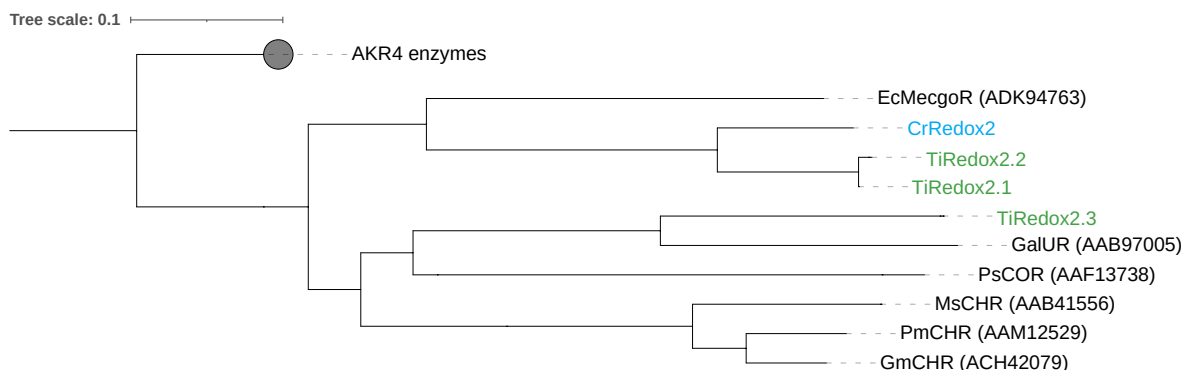 Tree scale: 0.1
AKR4 enzymes
EcMecgoR (ADK94763)
CrRedox2
TiRedox2.2
TiRedox2.1
TiRedox2.3
GalUR (AAB97005)
PsCOR (AAF13738)
MsCHR (AAB41556)
PmCHR (AAM12529)
GmCHR (ACH42079)